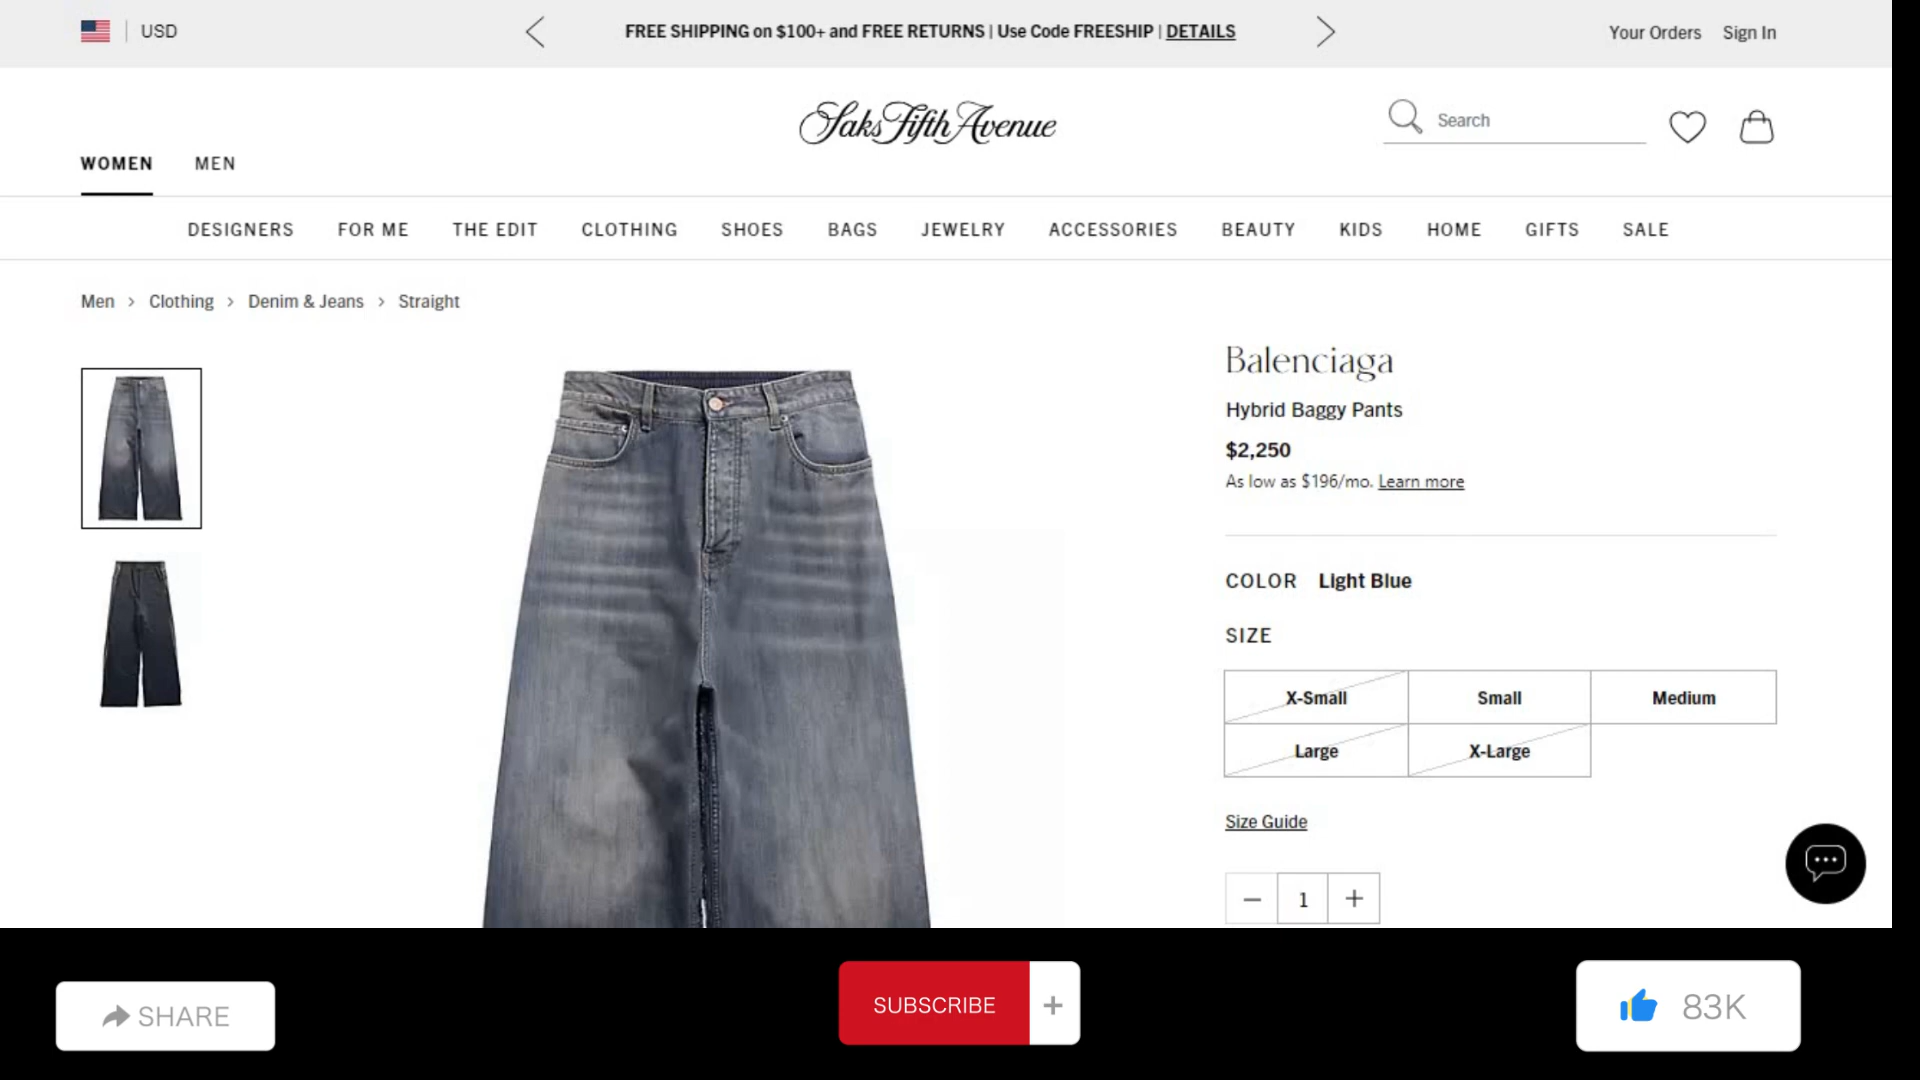 USD
FREE SHIPPING on $100+ and FREE RETURNS | Use Code FREESHIP | DETAILS
Your Orders Sign In
Saks Fifth Avenue
Search
WOMEN MEN
DESIGNERS FOR ME THE EDIT CLOTHING SHOES BAGS JEWELRY ACCESSORIES BEAUTY KIDS HOME GIFTS SALE
Men > Clothing > Denim & Jeans > Straight
Balenciaga
Hybrid Baggy Pants
$2,250
As low as $196/mo. Learn more
COLOR Light Blue
SIZE
X-Small Small Medium
Large X-Large
Size Guide
− 1 +
SHARE
SUBSCRIBE +
83K